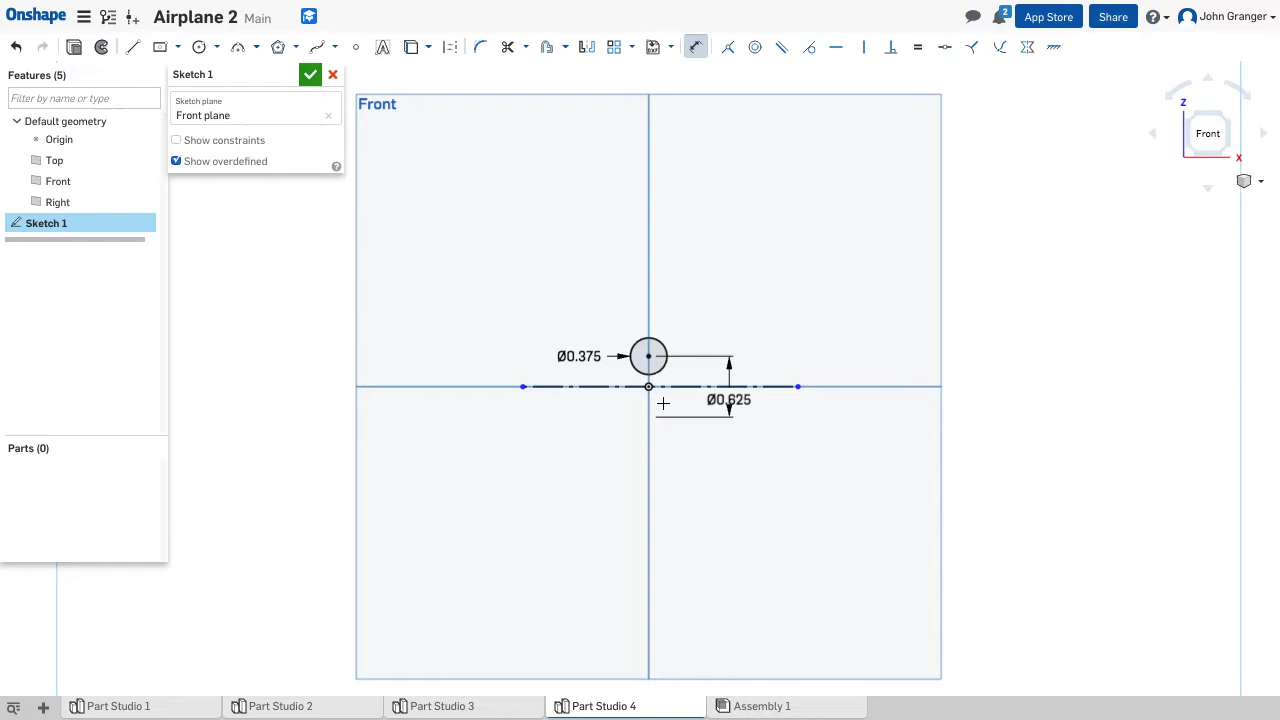 Onshape
Airplane 2 Main
2
App Store
Share
John Granger
Features (5)
Filter by name or type
Default geometry
Origin
Top
Front
Right
Sketch 1
Parts (0)
Sketch 1
Sketch plane
Front plane
Show constraints
Show overdefined
Front
Ø0.375
Ø0.625
Z
Front
X
Part Studio 1
Part Studio 2
Part Studio 3
Part Studio 4
Assembly 1